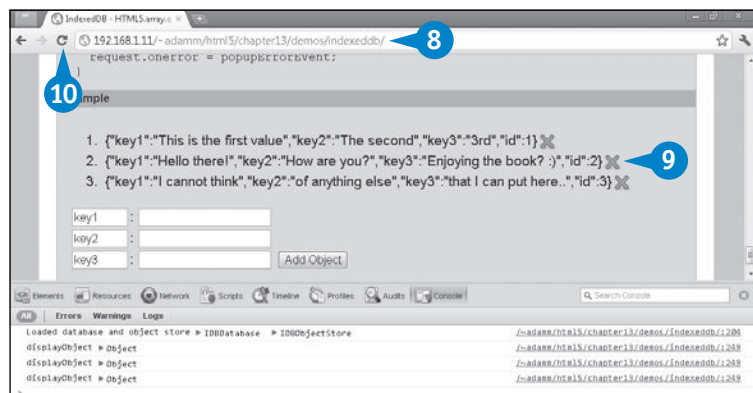 IndexedDB - HTML5.array.c ×
192.168.1.11/~adamm/html5/chapter13/demos/indexeddb/
8
request.onerror = popupErrorEvent;
}
10
mple
1. {"key1":"This is the first value","key2":"The second","key3":"3rd","id":1}
2. {"key1":"Hello there!","key2":"How are you?","key3":"Enjoying the book? :)","id":2}
9
3. {"key1":"I cannot think","key2":"of anything else","key3":"that I can put here..","id":3}
key1 :
key2 :
key3 : Add Object
Elements Resources Network Scripts Timeline Profiles Audits Console Search Console
All Errors Warnings Logs
Loaded database and object store ▶ IDBDatabase ▶ IDBObjectStore /~adamm/html5/chapter13/demos/indexeddb/:204
displayObject ▶ Object /~adamm/html5/chapter13/demos/indexeddb/:249
displayObject ▶ Object /~adamm/html5/chapter13/demos/indexeddb/:249
displayObject ▶ Object /~adamm/html5/chapter13/demos/indexeddb/:249